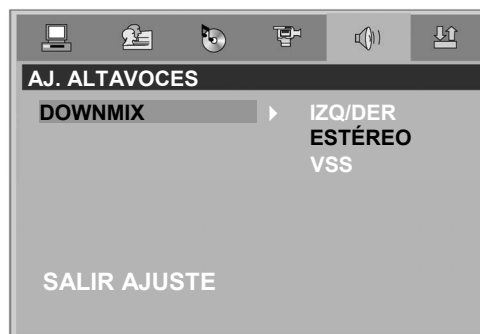 AJ. ALTAVOCES
DOWNMIX
IZQ/DER
ESTÉREO
VSS
SALIR AJUSTE